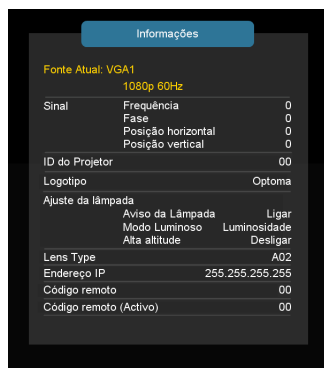 Informações
Fonte Atual: VGA1
1080p 60Hz
Sinal Frequência 0
Fase 0
Posição horizontal 0
Posição vertical 0
ID do Projetor 00
Logotipo Optoma
Ajuste da lâmpada
Aviso da Lâmpada Ligar
Modo Luminoso Luminosidade
Alta altitude Desligar
Lens Type A02
Endereço IP 255.255.255.255
Código remoto 00
Código remoto (Activo) 00